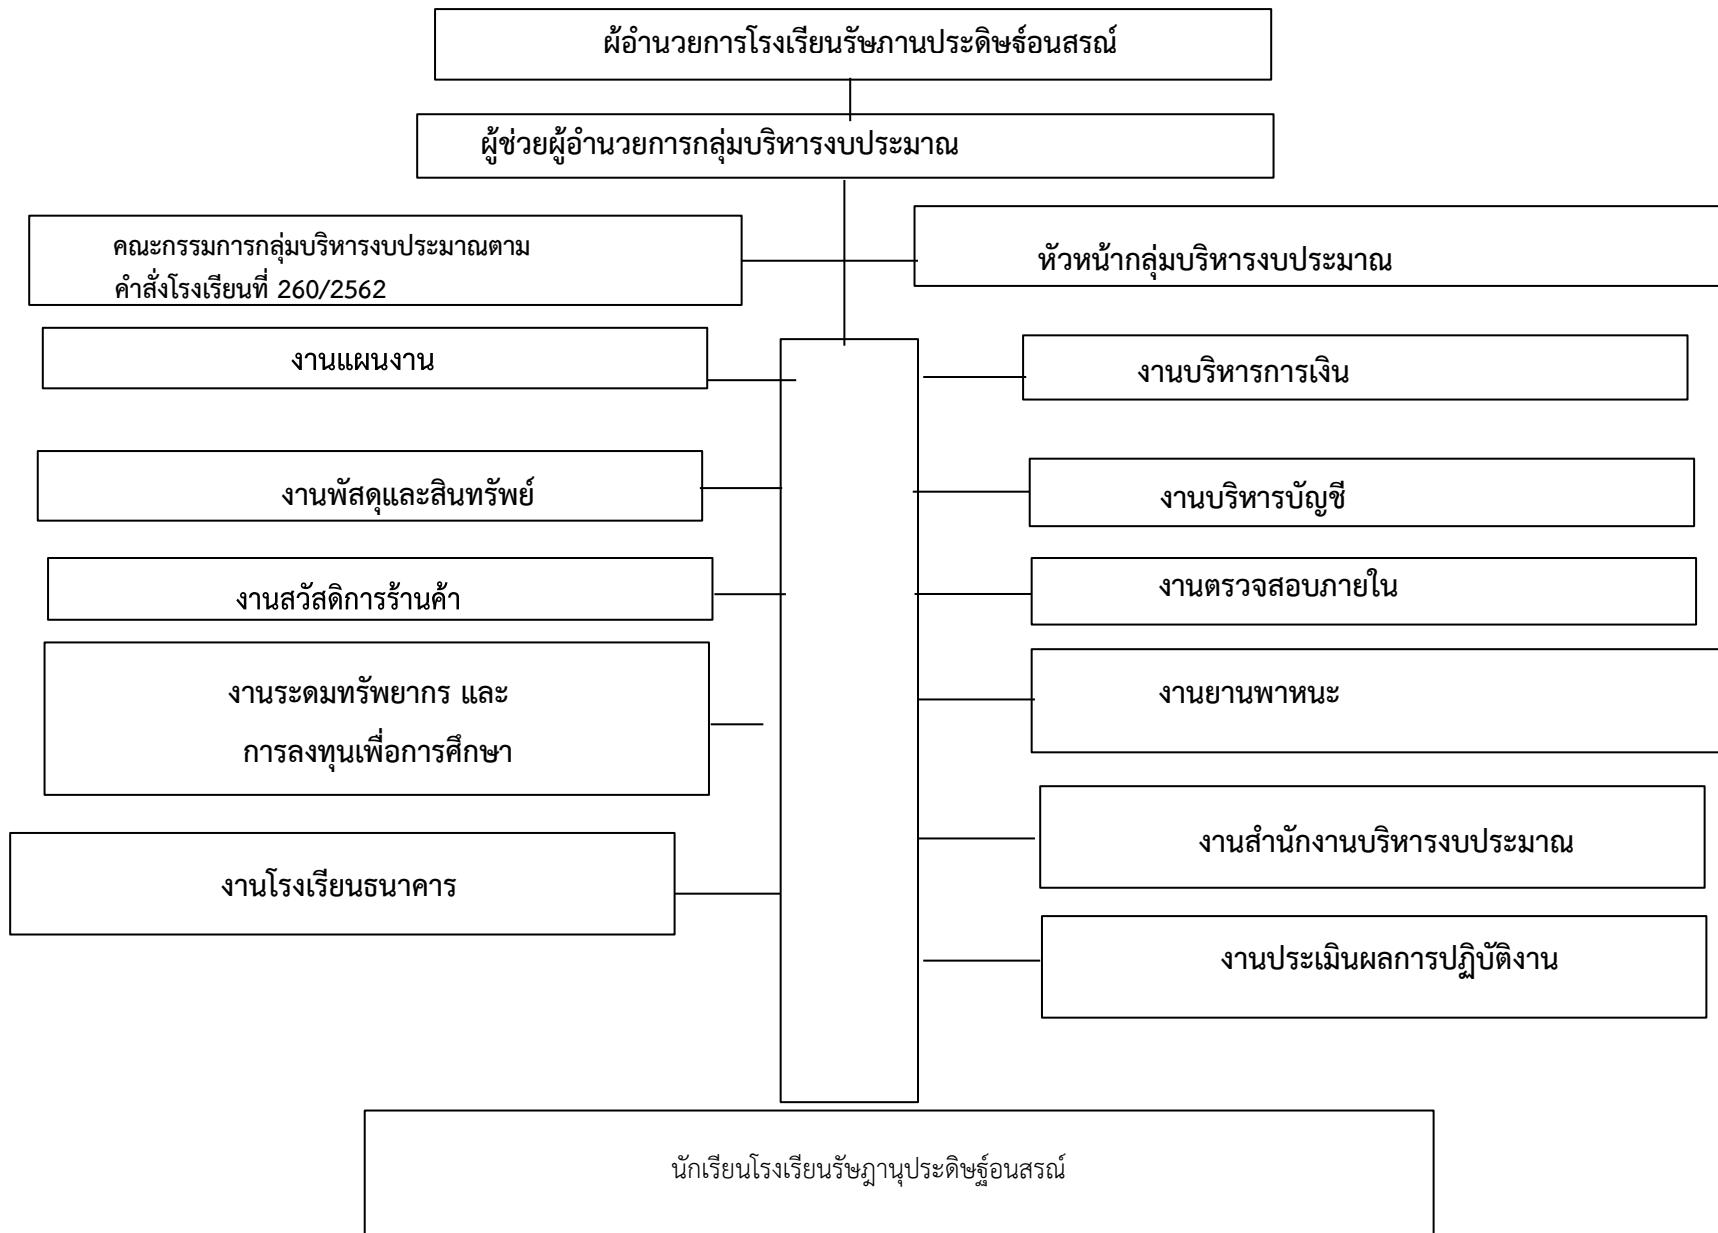 ผ้อำนวยการโรงเรียนรัษภานประดิษธ์อนสรณ์
ผู้ช่วยผู้อำนวยการกลุ่มบริหารงบประมาณ
คณะกรรมการกลุ่มบริหารงบประมาณตาม
คำสั่งโรงเรียนที่ 260/2562
หัวหน้ากลุ่มบริหารงบประมาณ
งานแผนงาน
งานบริหารการเงิน
งานพัสดุและสินทรัพย์
งานบริหารบัญชี
งานสวัสดิการร้านค้า
งานตรวจสอบภายใน
งานระดมทรัพยากร และ
การลงทุนเพื่อการศึกษา
งานยานพาหนะ
งานสำนักงานบริหารงบประมาณ
งานโรงเรียนธนาคาร
งานประเมินผลการปฏิบัติงาน
นักเรียนโรงเรียนรัษฎานุประดิษฐ์อนสรณ์